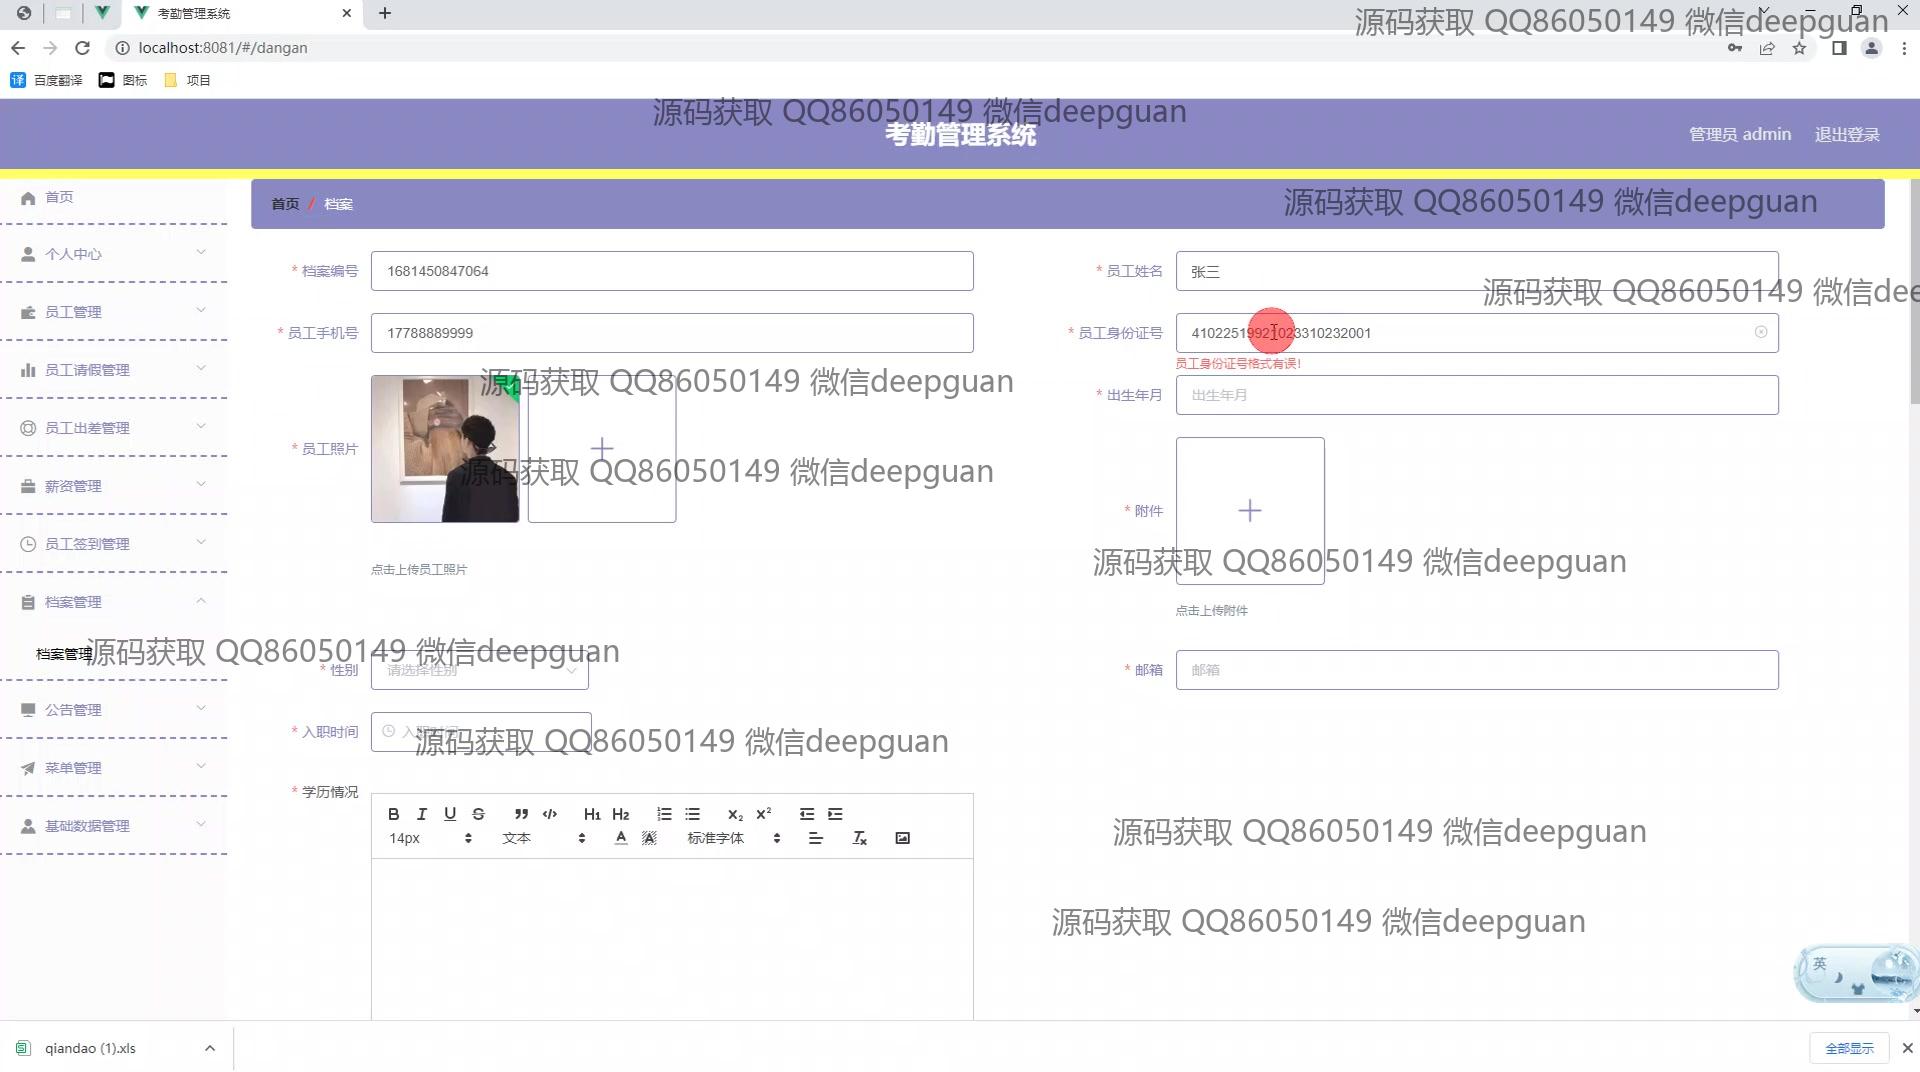 考勤管理系统
源码获取 QQ86050149 微信deepguan
localhost:8081/#/dangan
百度翻译 图标 项目
源码获取 QQ86050149 微信deepguan
考勤管理系统
管理员 admin 退出登录
首页
首页 / 档案
源码获取 QQ86050149 微信deepguan
个人中心
* 档案编号 1681450847064
* 员工姓名 张三
源码获取 QQ86050149 微信dee
员工管理
* 员工手机号 17788889999
* 员工身份证号 41022519921023310232001
员工身份证号格式有误!
员工请假管理
源码获取 QQ86050149 微信deepguan
* 出生年月 出生年月
员工出差管理
* 员工照片
源码获取 QQ86050149 微信deepguan
薪资管理
* 附件
员工签到管理
点击上传员工照片
源码获取 QQ86050149 微信deepguan
档案管理
点击上传附件
档案管理
源码获取 QQ86050149 微信deepguan
* 性别 请选择性别
* 邮箱 邮箱
公告管理
* 入职时间 入职时间
源码获取 QQ86050149 微信deepguan
菜单管理
* 学历情况
B I U S ” </> H1 H2 X2 X2
14px 文本 A A 标准字体 Tx
基础数据管理
源码获取 QQ86050149 微信deepguan
源码获取 QQ86050149 微信deepguan
英
qiandao (1).xls
全部显示